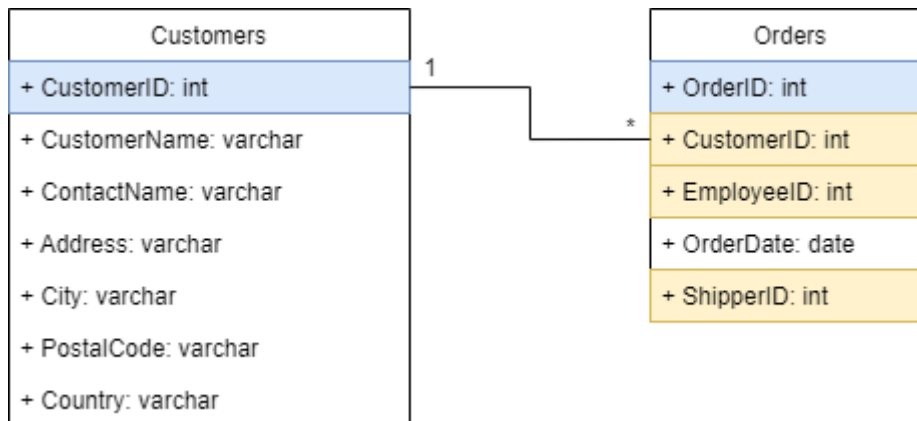 Customers
+ CustomerID: int
+ CustomerName: varchar
+ ContactName: varchar
+ Address: varchar
+ City: varchar
+ PostalCode: varchar
+ Country: varchar
1
*
Orders
+ OrderID: int
+ CustomerID: int
+ EmployeeID: int
+ OrderDate: date
+ ShipperID: int